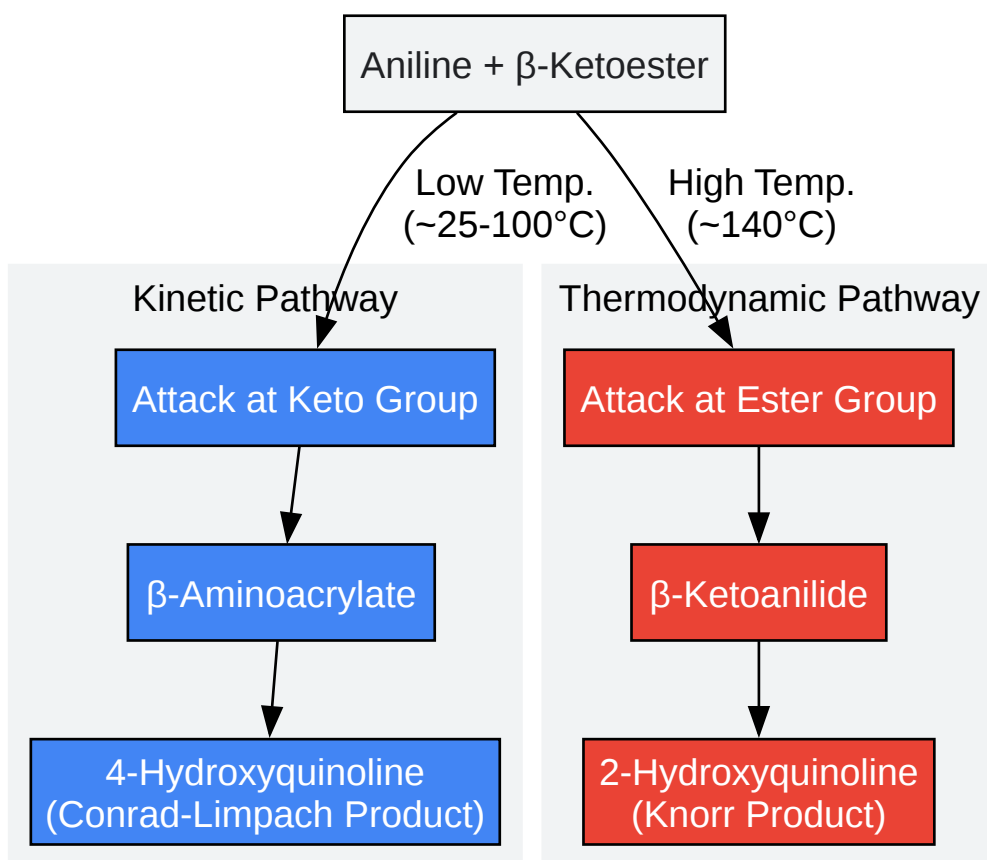 Aniline + β-Ketoester
Low Temp.
(~25-100°C)
High Temp.
(~140°C)
Kinetic Pathway
Thermodynamic Pathway
Attack at Keto Group
Attack at Ester Group
β-Aminoacrylate
β-Ketoanilide
4-Hydroxyquinoline
(Conrad-Limpach Product)
2-Hydroxyquinoline
(Knorr Product)